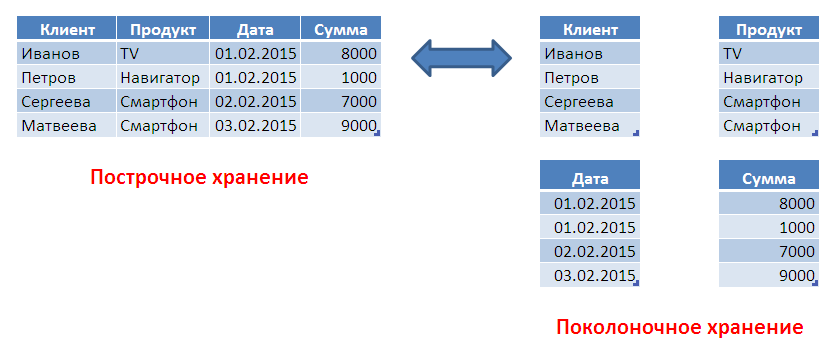 Клиент Продукт Дата Сумма
Иванов TV 01.02.2015 8000
Петров Навигатор 01.02.2015 1000
Сергеева Смартфон 02.02.2015 7000
Матвеева Смартфон 03.02.2015 9000
Построчное хранение
Клиент
Иванов
Петров
Сергеева
Матвеева
Продукт
TV
Навигатор
Смартфон
Смартфон
Дата
01.02.2015
01.02.2015
02.02.2015
03.02.2015
Сумма
8000
1000
7000
9000
Поколоночное хранение